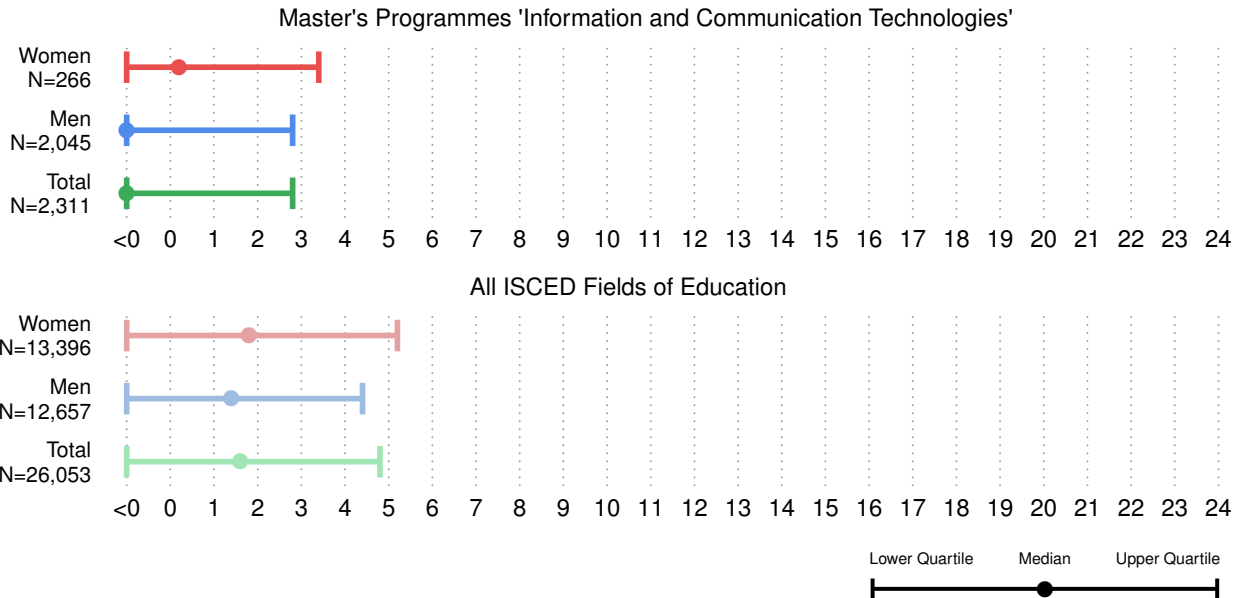 Master's Programmes 'Information and Communication Technologies'
Women
N=266
Men
N=2,045
Total
N=2,311
<0 0 1 2 3 4 5 6 7 8 9 10 11 12 13 14 15 16 17 18 19 20 21 22 23 24
All ISCED Fields of Education
Women
N=13,396
Men
N=12,657
Total
N=26,053
<0 0 1 2 3 4 5 6 7 8 9 10 11 12 13 14 15 16 17 18 19 20 21 22 23 24
Lower Quartile Median Upper Quartile